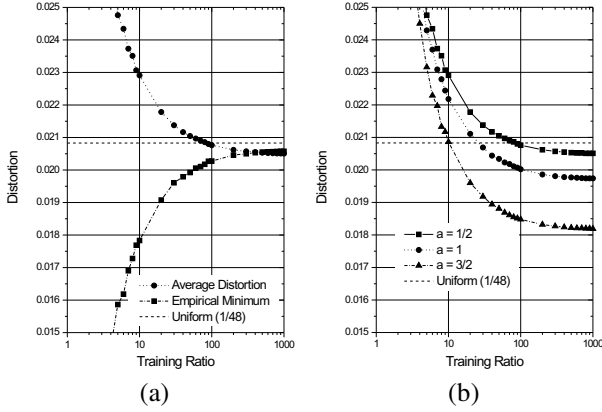 0.025
0.024
0.023
0.022
0.021
0.020
0.019
0.018
0.017
0.016
0.015
Distortion
Average Distortion
Empirical Minimum
Uniform (1/48)
1
10
100
1000
Training Ratio
(a)
0.025
0.024
0.023
0.022
0.021
0.020
0.019
0.018
0.017
0.016
0.015
Distortion
a = 1/2
a = 1
a = 3/2
Uniform (1/48)
1
10
100
1000
Training Ratio
(b)